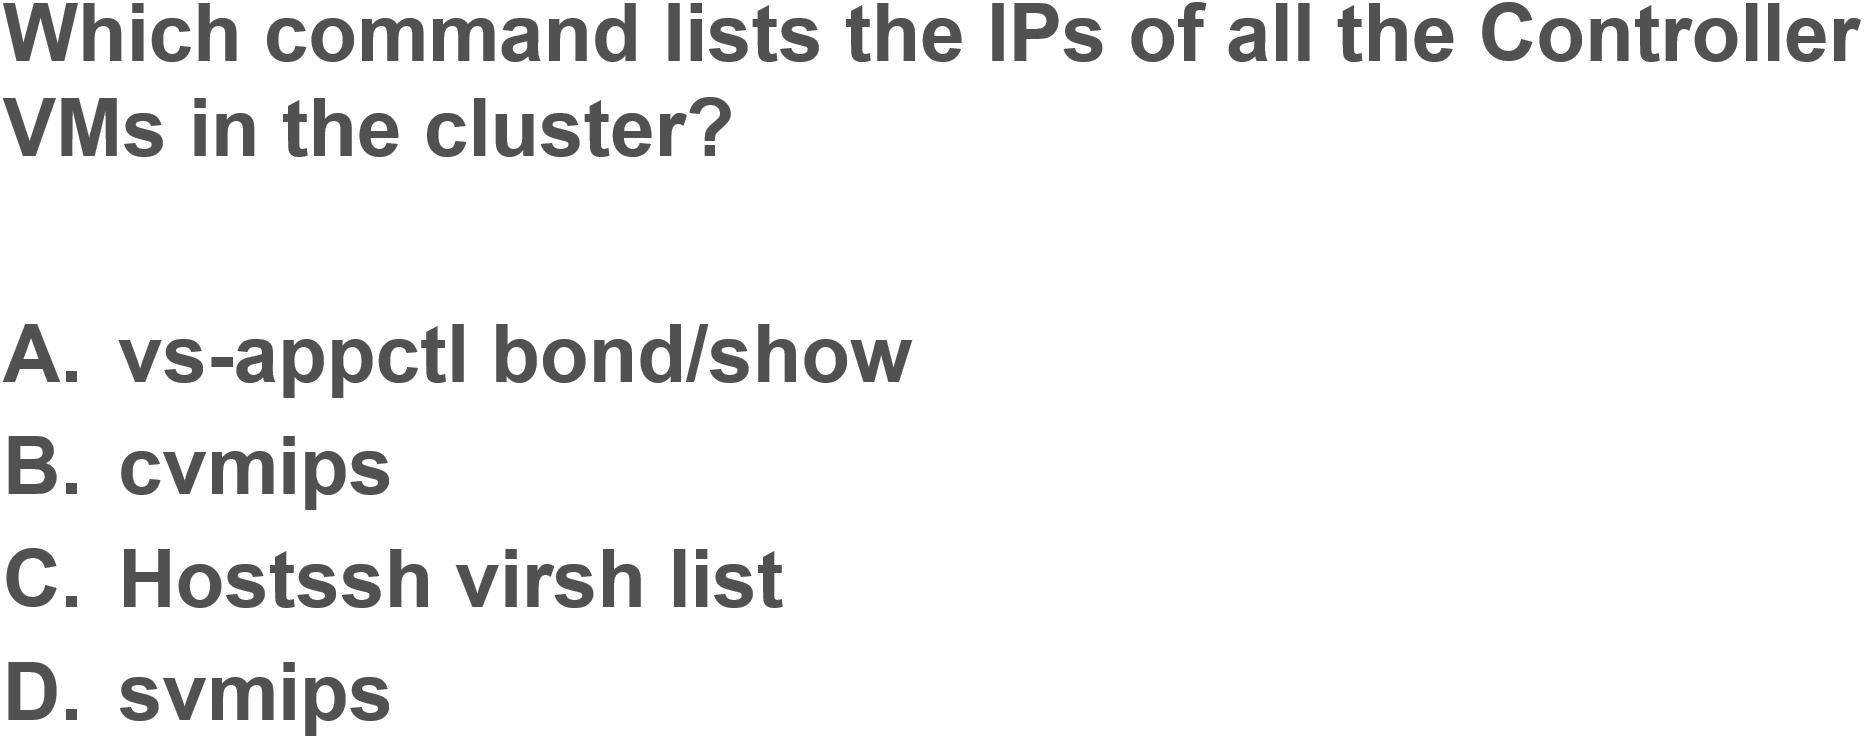 Which command lists the IPs of all the Controller
VMs in the cluster?
A. vs-appctl bond/show
B. cvmips
C. Hostssh virsh list
D. svmips